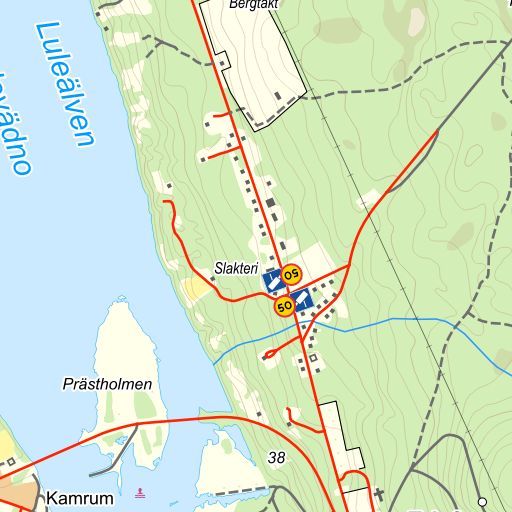 Bergtäkt
Luleälven
Slakteri
50
50
Prästholmen
38
Kamrum